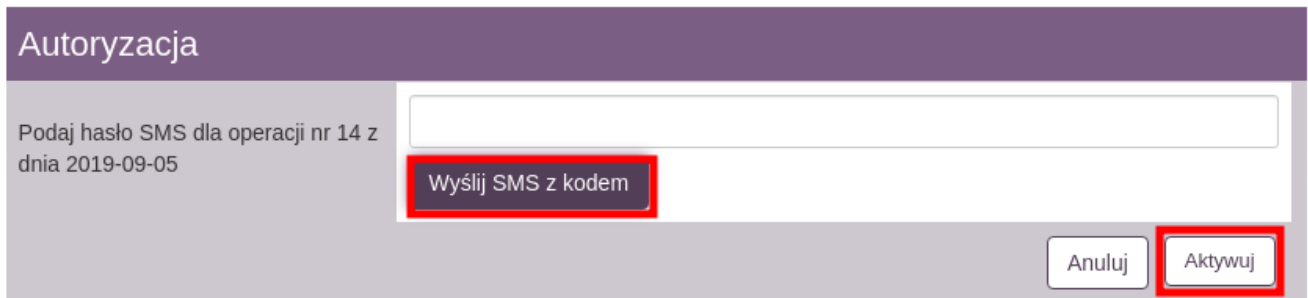 Autoryzacja
Podaj hasło SMS dla operacji nr 14 z
dnia 2019-09-05
Wyślij SMS z kodem
Anuluj
Aktywuj